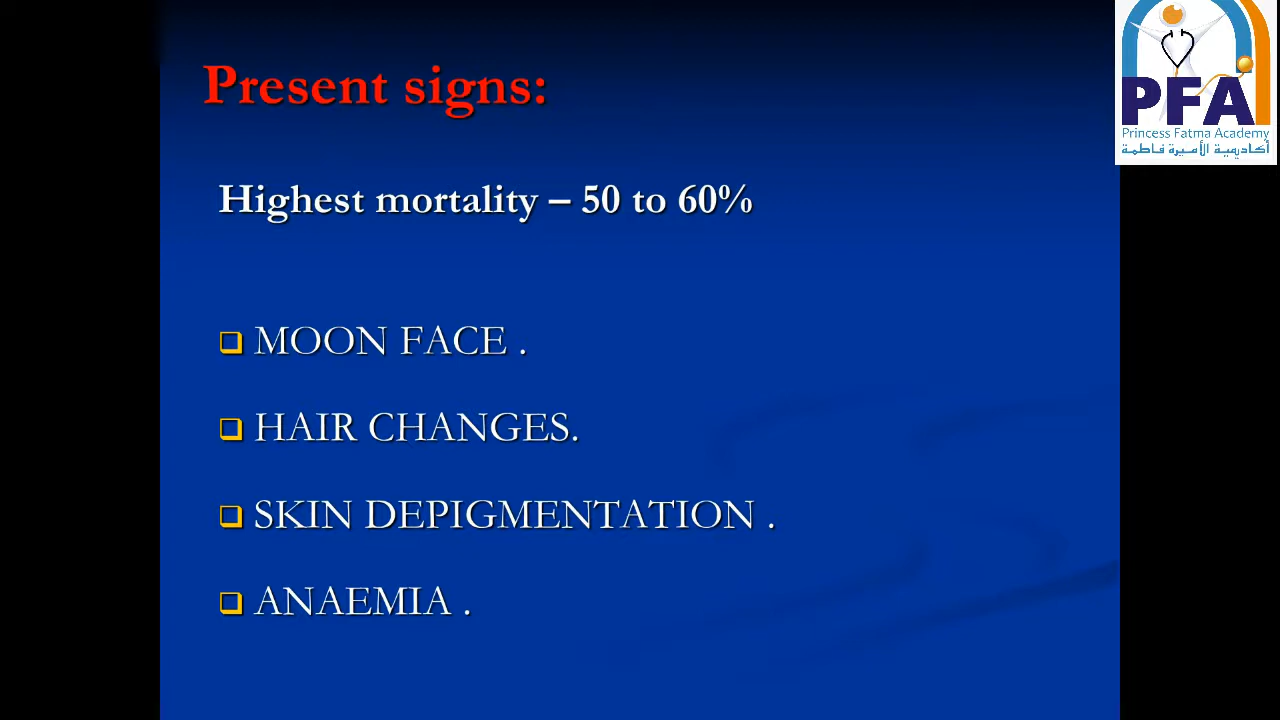 Present signs:
Highest mortality – 50 to 60%
MOON FACE .
HAIR CHANGES.
SKIN DEPIGMENTATION .
ANAEMIA .
PFA
Princess Fatma Academy
أكاديمية الأميرة فاطمة